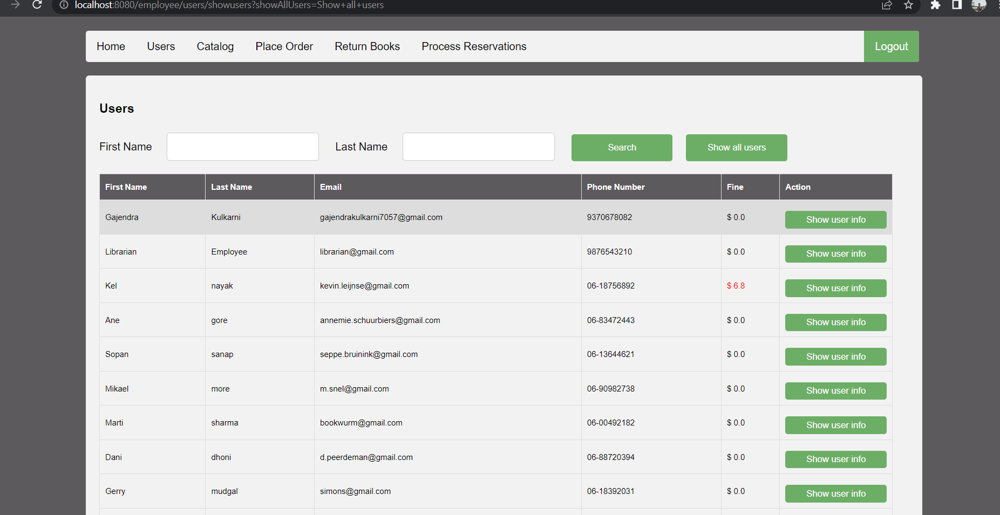 localhost:8080/employee/users/showusers?showAllUsers=Show+all+users
Home Users Catalog Place Order Return Books Process Reservations Logout
Users
First Name Last Name Search Show all users
First Name Last Name Email Phone Number Fine Action
Gajendra Kulkarni gajendrakulkarni7057@gmail.com 9370678082 $ 0.0 Show user info
Librarian Employee librarian@gmail.com 9876543210 $ 0.0 Show user info
Kel nayak kevin.leijnse@gmail.com 06-18756892 $ 6.8 Show user info
Ane gore annemie.schuurbiers@gmail.com 06-83472443 $ 0.0 Show user info
Sopan sanap seppe.bruinink@gmail.com 06-13644621 $ 0.0 Show user info
Mikael more m.snel@gmail.com 06-90982738 $ 0.0 Show user info
Marti sharma bookwurm@gmail.com 06-00492182 $ 0.0 Show user info
Dani dhoni d.peerdeman@gmail.com 06-88720394 $ 0.0 Show user info
Gerry mudgal simons@gmail.com 06-18392031 $ 0.0 Show user info